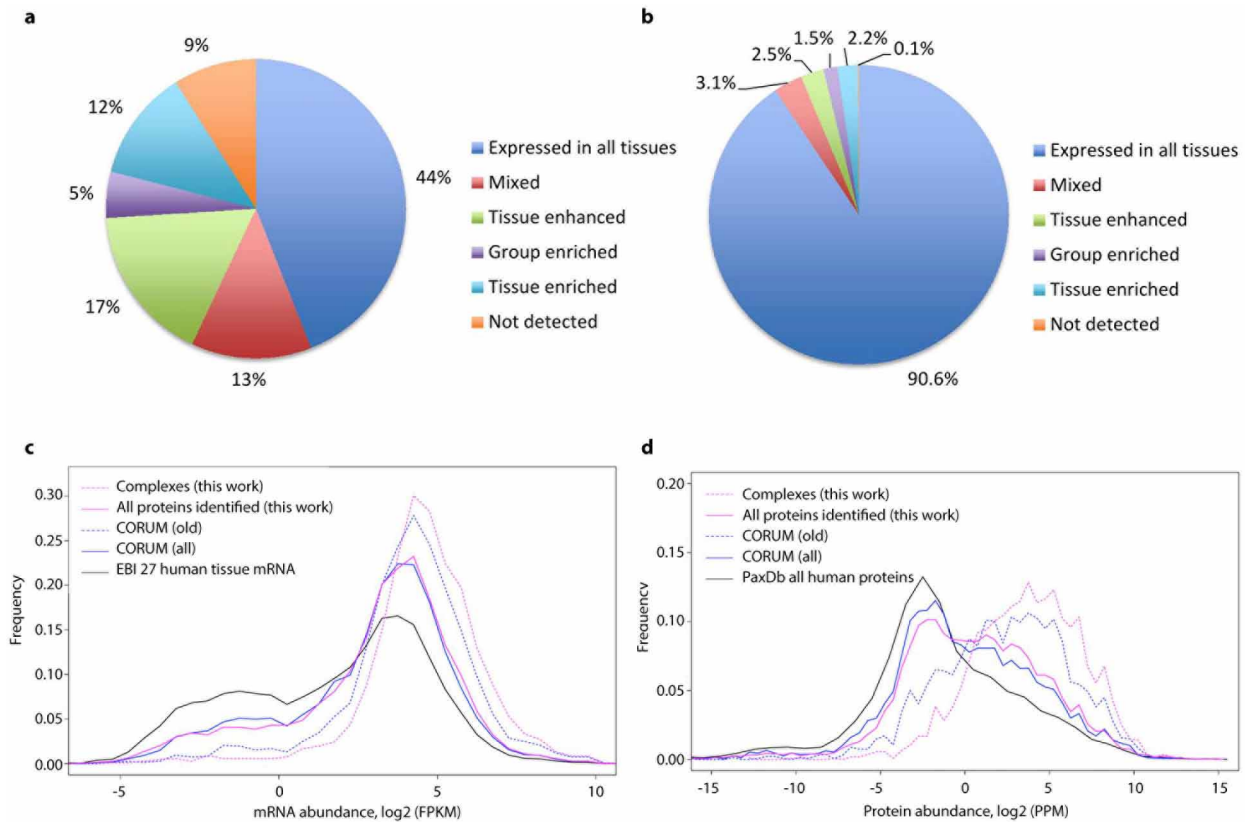 a
9%
12%
5%
17%
13%
44%
Expressed in all tissues
Mixed
Tissue enhanced
Group enriched
Tissue enriched
Not detected
b
3.1%
2.5%
1.5%
2.2%
0.1%
90.6%
Expressed in all tissues
Mixed
Tissue enhanced
Group enriched
Tissue enriched
Not detected
c
Complexes (this work)
All proteins identified (this work)
CORUM (old)
CORUM (all)
EBI 27 human tissue mRNA
Frequency
0.30
0.25
0.20
0.15
0.10
0.05
0.00
-5
0
5
10
mRNA abundance, log2 (FPKM)
d
Complexes (this work)
All proteins identified (this work)
CORUM (old)
CORUM (all)
PaxDb all human proteins
Frequencv
0.20
0.15
0.10
0.05
0.00
-15
-10
-5
0
5
10
15
Protein abundance, log2 (PPM)